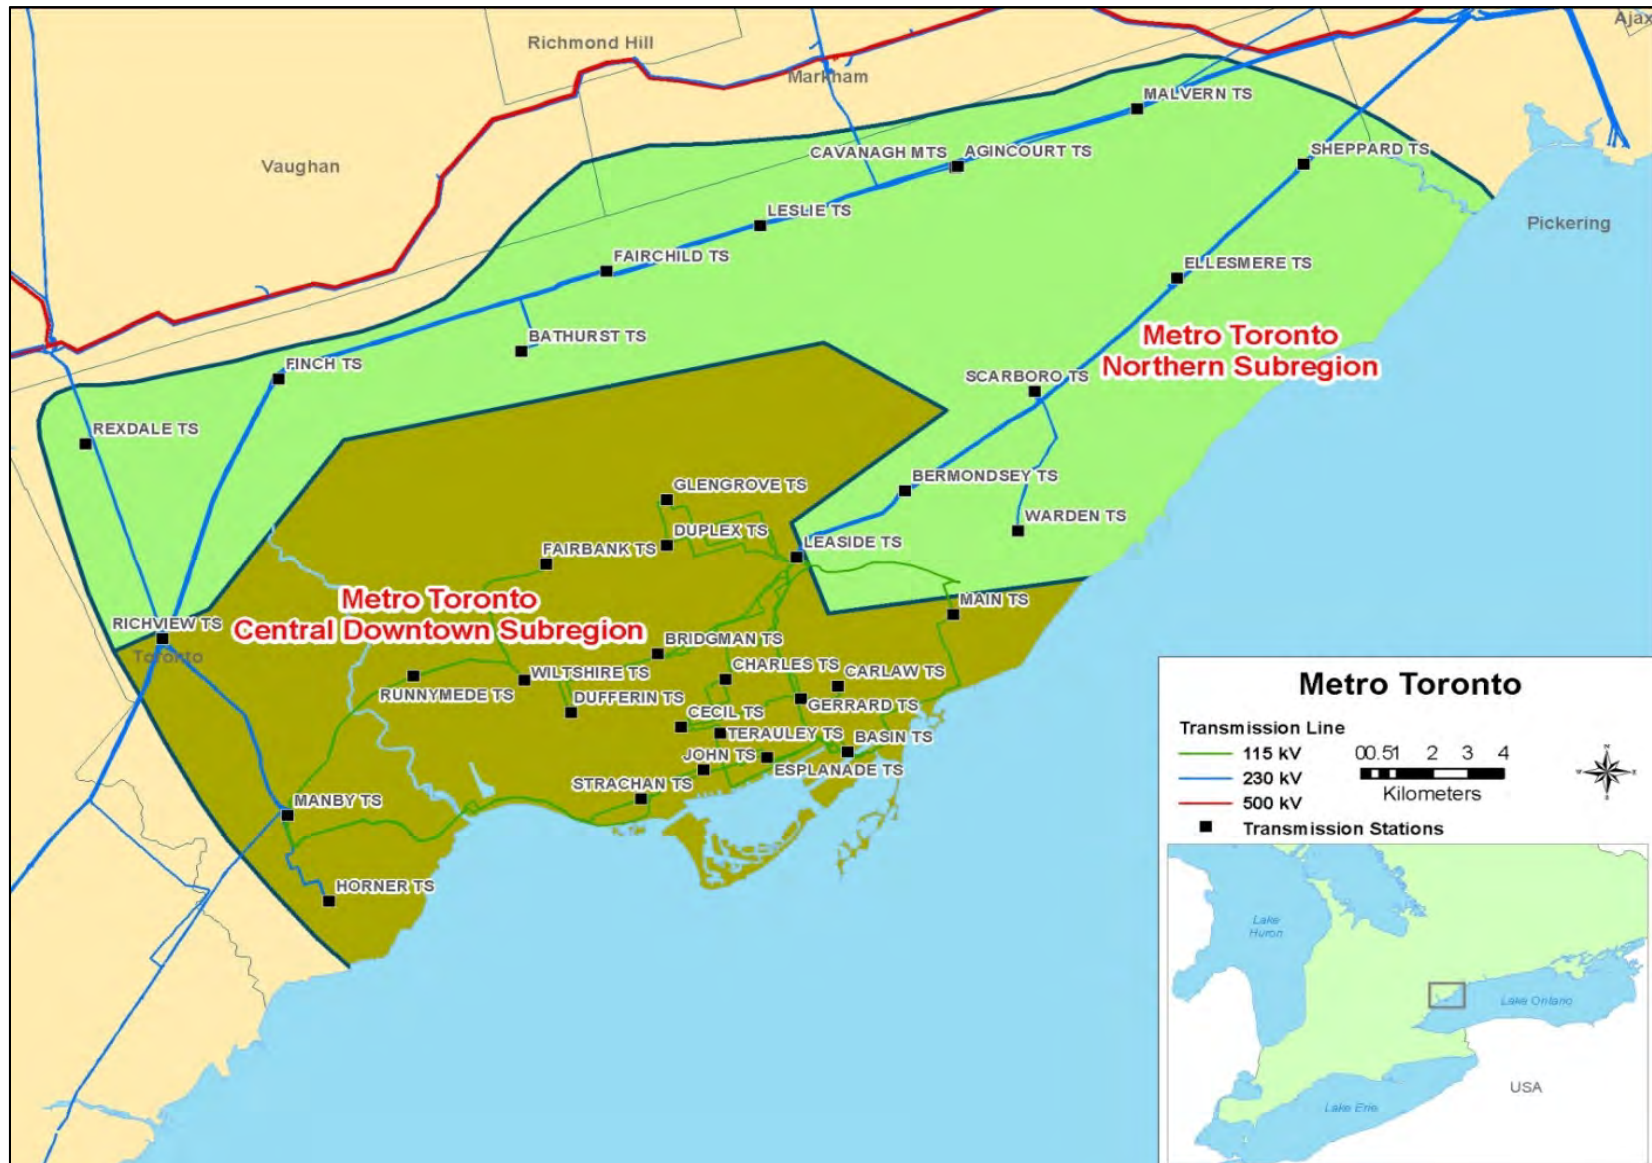 Ajax
Richmond Hill
Markham
MALVERN TS
CAVANAGH MTS
AGINCOURT TS
SHEPPARD TS
Vaughan
LESLIE TS
Pickering
FAIRCHILD TS
ELLESMERE TS
BATHURST TS
Metro Toronto
Northern Subregion
FINCH TS
SCARBORO TS
REXDALE TS
BERMONDSEY TS
GLENGROVE TS
WARDEN TS
DUPLEX TS
FAIRBANK TS
LEASIDE TS
Metro Toronto
Central Downtown Subregion
MAIN TS
RICHVIEW TS
Toronto
BRIDGMAN TS
CHARLES TS
CARLAW TS
WILTSHIRE TS
RUNNYMEDE TS
DUFFERIN TS
GERRARD TS
CECIL TS
TERAULEY TS
BASIN TS
JOHN TS
ESPLANADE TS
STRACHAN TS
MANBY TS
HORNER TS
Metro Toronto
Transmission Line
115 kV
230 kV
500 kV
Transmission Stations
0 0.5 1 2 3 4
Kilometers
N
W
E
S
Lake
Huron
Lake Ontario
USA
Lake Erie